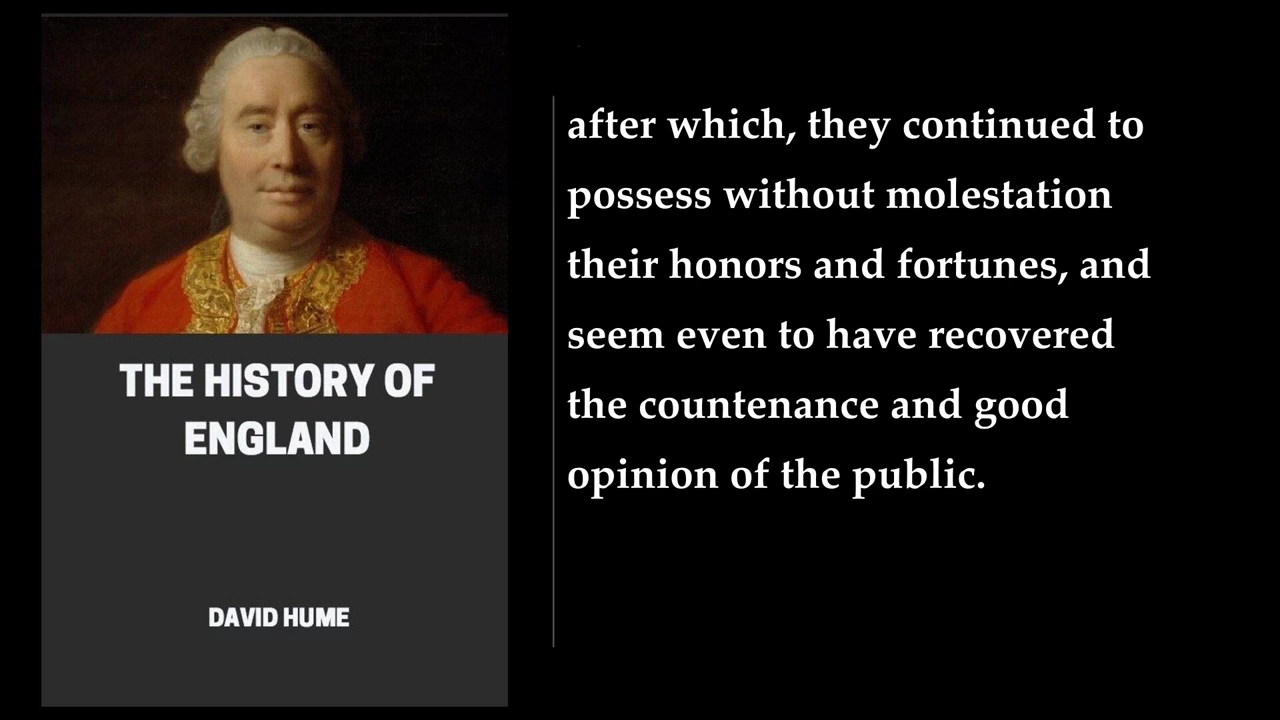 THE HISTORY OF
ENGLAND
DAVID HUME
after which, they continued to
possess without molestation
their honors and fortunes, and
seem even to have recovered
the countenance and good
opinion of the public.